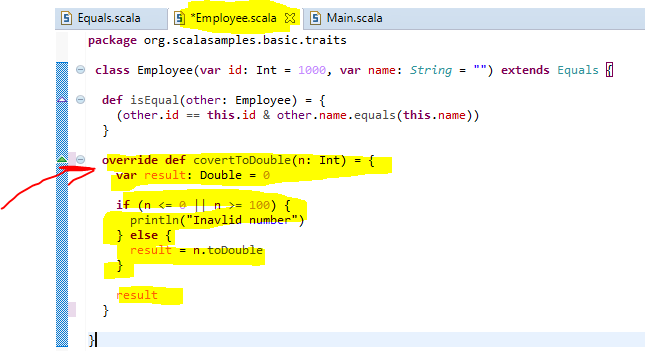 Equals.scala *Employee.scala Main.scala
package org.scalasamples.basic.traits
class Employee(var id: Int = 1000, var name: String = "") extends Equals {
def isEqual(other: Employee) = {
(other.id == this.id & other.name.equals(this.name))
}
override def covertToDouble(n: Int) = {
var result: Double = 0
if (n <= 0 || n >= 100) {
println("Inavlid number")
} else {
result = n.toDouble
}
result
}
}